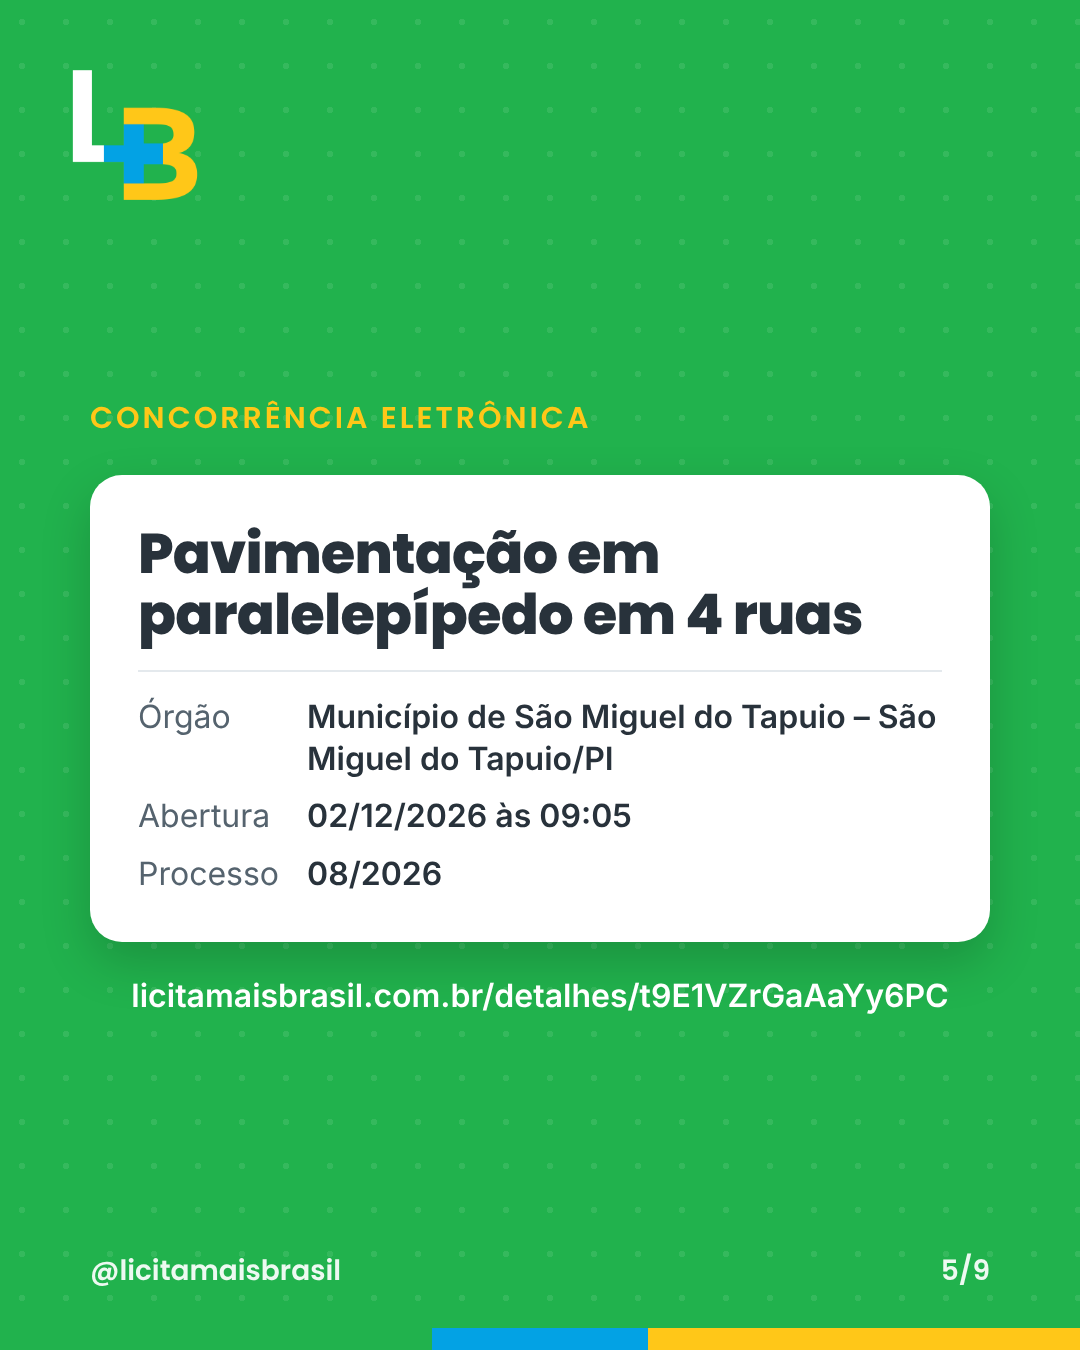 L+B
CONCORRÊNCIA ELETRÔNICA
Pavimentação em
paralelepípedo em 4 ruas
Órgão Município de São Miguel do Tapuio – São
Miguel do Tapuio/PI
Abertura 02/12/2026 às 09:05
Processo 08/2026
licitamaisbrasil.com.br/detalhes/t9E1VZrGaAaYy6PC
@licitamaisbrasil 5/9